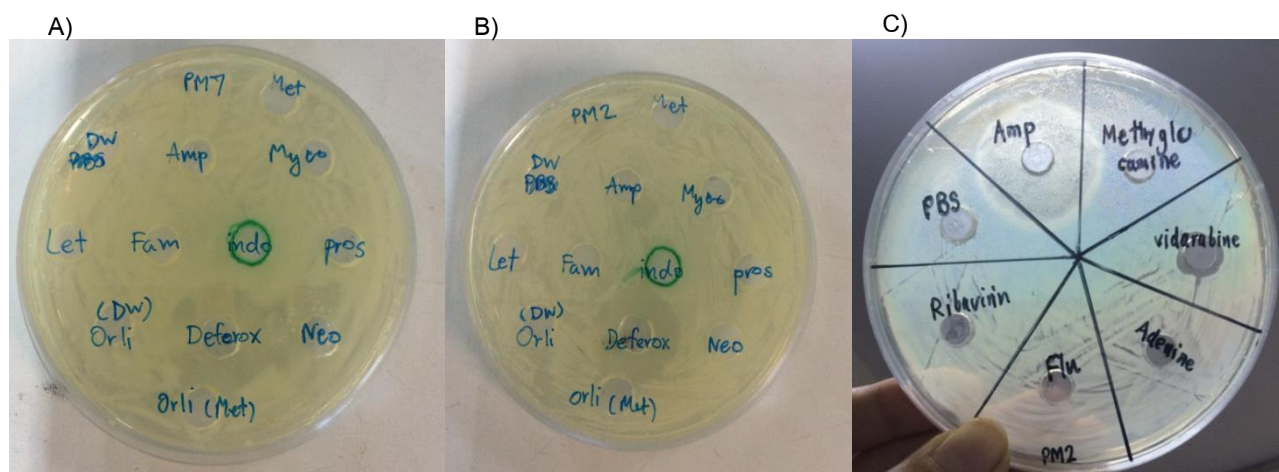 A)
PM7
Met
DW
PBS
Amp
Myco
Let
Fam
indo
pros
(DW)
Orli
Deferox
Neo
Orli (Met)
B)
PM2
Met
DW
PBS
Amp
Myco
Let
Fam
indo
pros
(DW)
Orli
Deferox
Neo
Orli (Met)
C)
Amp
Methyglu
camine
PBS
vidarabine
Ribavirin
Adenine
Flu
PM2